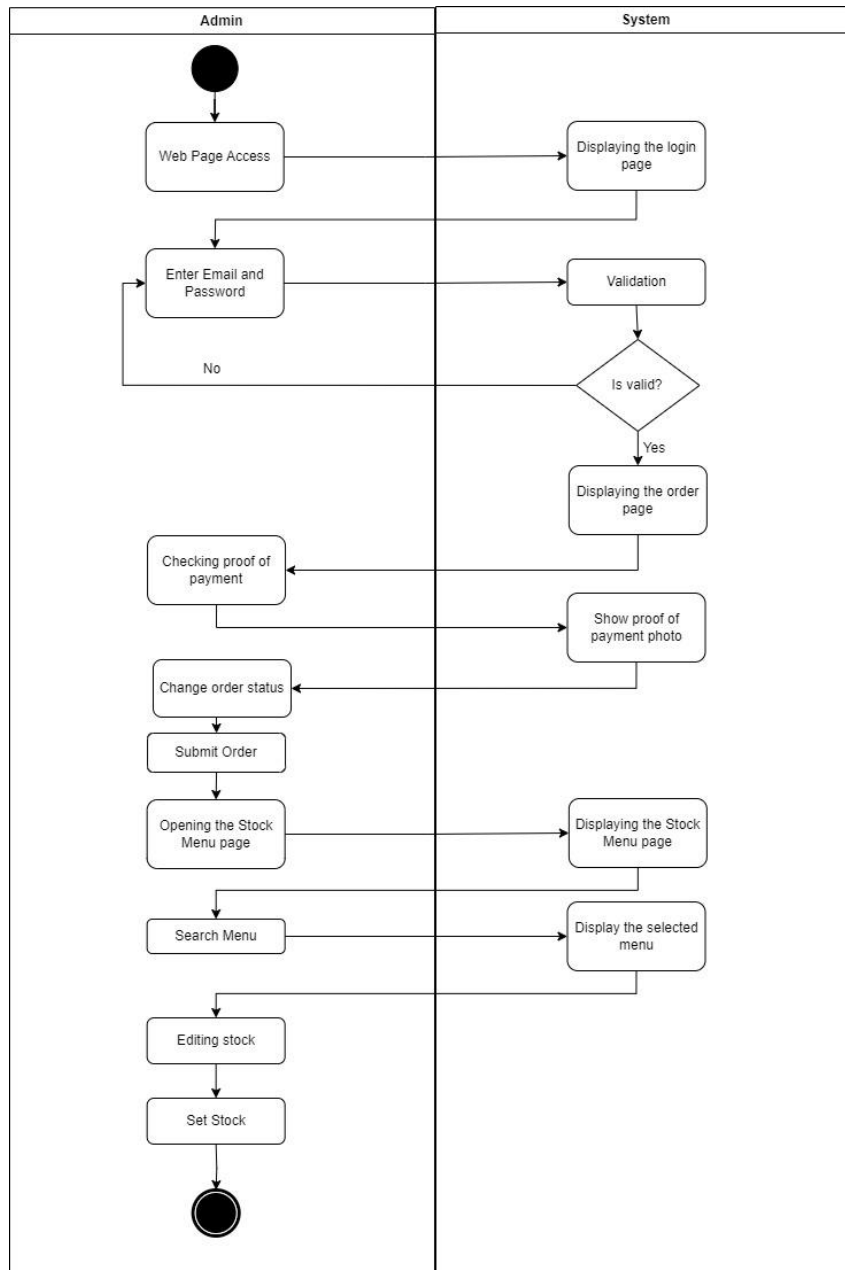 Admin
System
Web Page Access
Displaying the login
page
Enter Email and
Password
Validation
No
Is valid?
Yes
Displaying the order
page
Checking proof of
payment
Show proof of
payment photo
Change order status
Submit Order
Opening the Stock
Menu page
Displaying the Stock
Menu page
Search Menu
Display the selected
menu
Editing stock
Set Stock